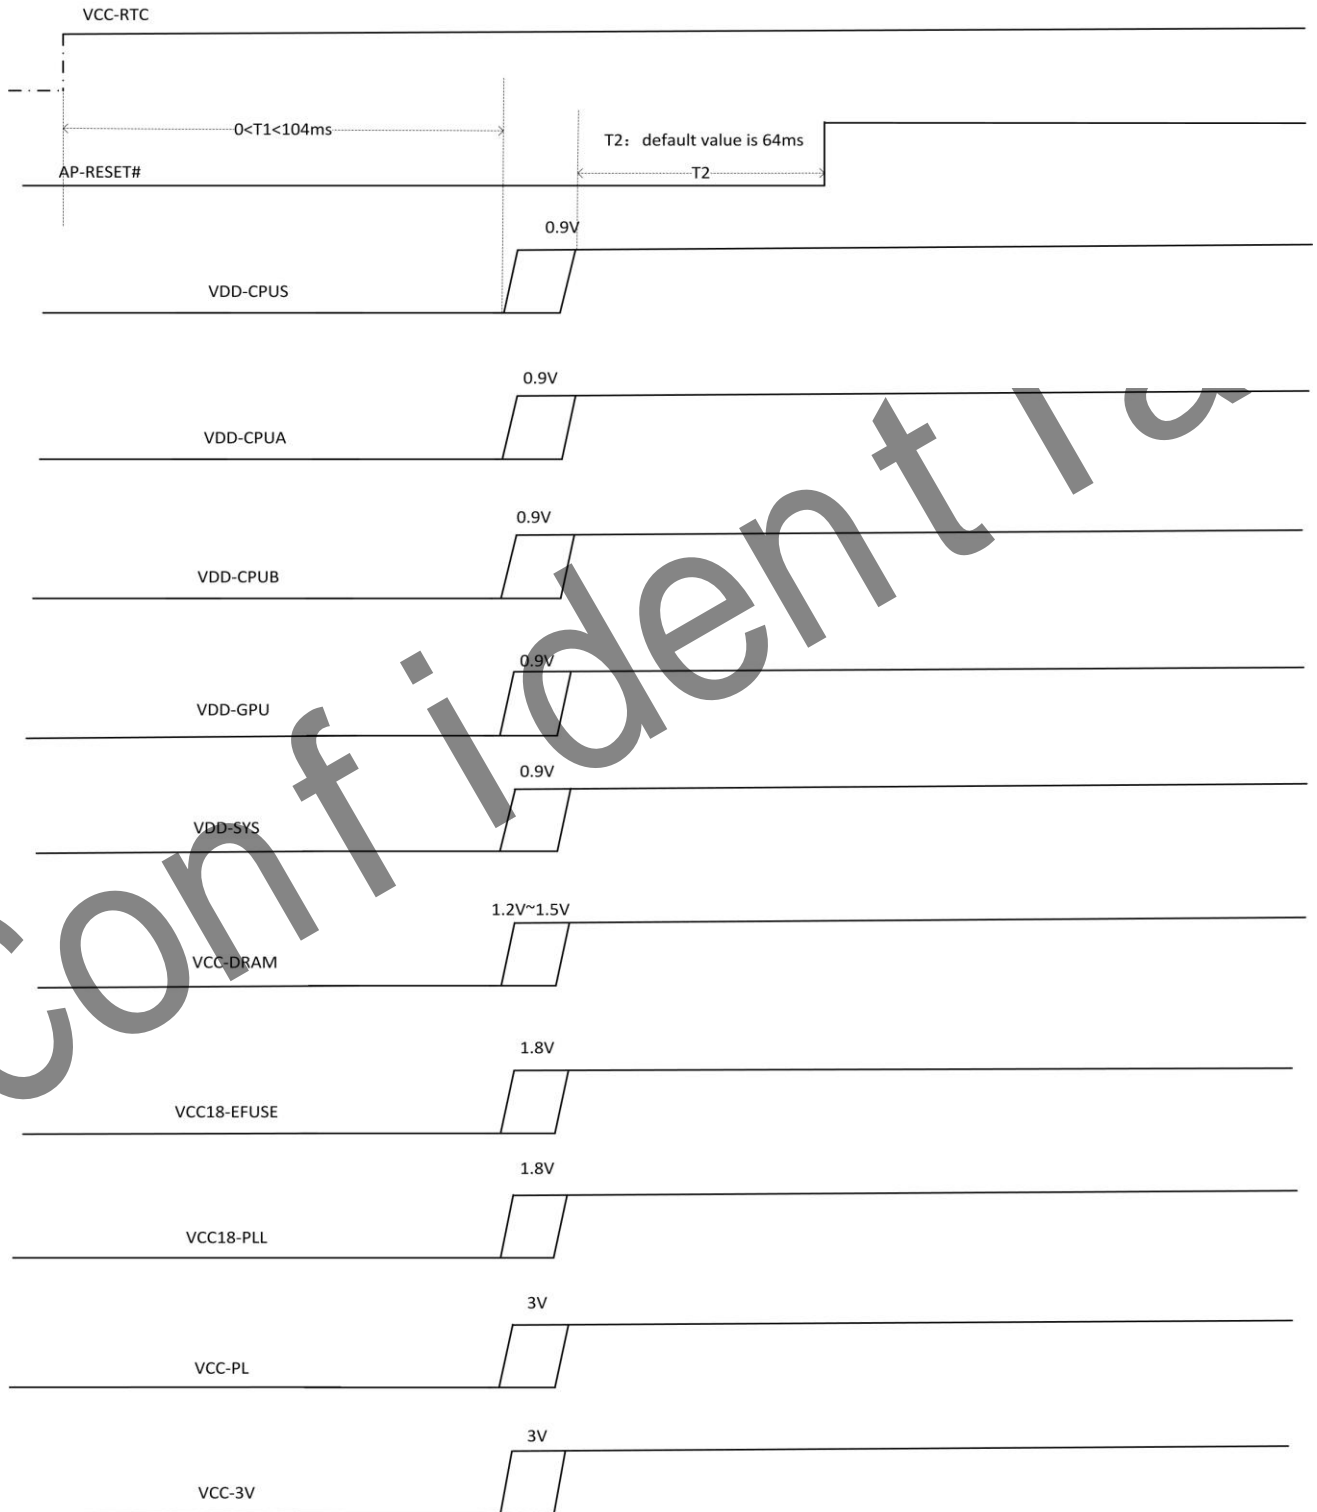 VCC-RTC
0<T1<104ms
T2： default value is 64ms
AP-RESET#
T2
0.9V
VDD-CPUS
0.9V
VDD-CPUA
0.9V
VDD-CPUB
0.9V
VDD-GPU
0.9V
VDD-SYS
1.2V~1.5V
VCC-DRAM
1.8V
VCC18-EFUSE
1.8V
VCC18-PLL
3V
VCC-PL
3V
VCC-3V
Confidentia